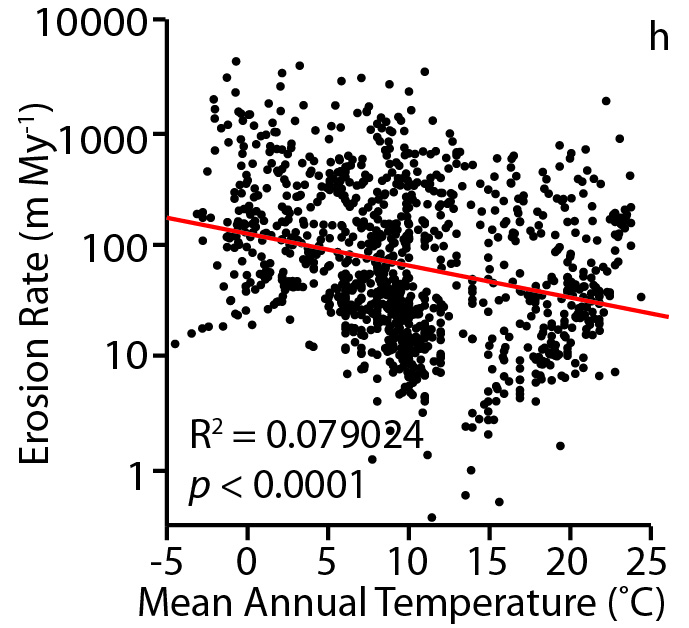 h
10000
1000
100
10
1
Erosion Rate (m My⁻¹)
R² = 0.079024
p < 0.0001
-5 0 5 10 15 20 25
Mean Annual Temperature (˚C)